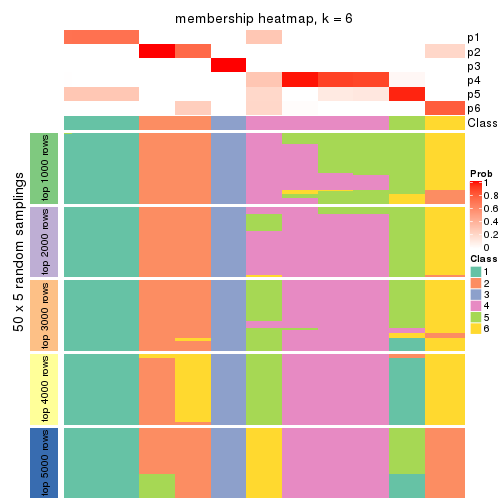 membership heatmap, k = 6
p1
p2
p3
p4
p5
p6
Class
50 x 5 random samplings
top 1000 rows
top 2000 rows
top 3000 rows
top 4000 rows
top 5000 rows
Prob
1
0.8
0.6
0.4
0.2
0
Class
1
2
3
4
5
6